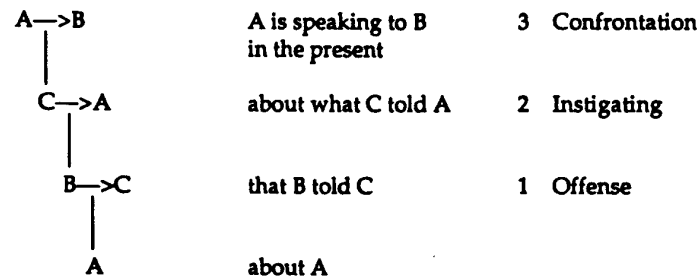 A—>B A is speaking to B 3 Confrontation
in the present
C—>A about what C told A 2 Instigating
B—>C that B told C 1 Offense
A about A